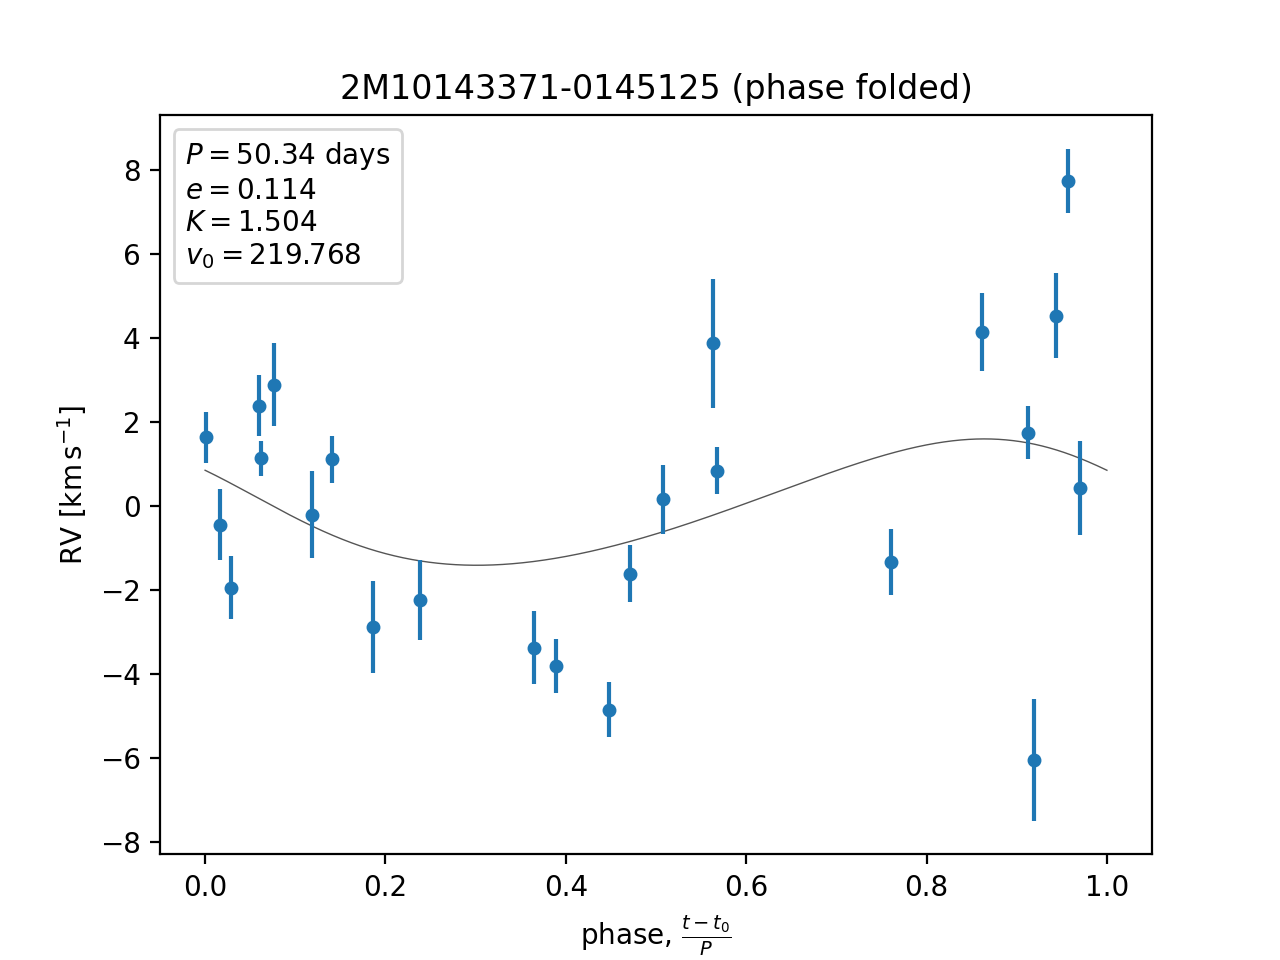 2M10143371-0145125 (phase folded)
P = 50.34 days
e = 0.114
K = 1.504
v₀ = 219.768
8
6
4
2
0
−2
−4
−6
−8
RV [km s⁻¹]
0.0 0.2 0.4 0.6 0.8 1.0
phase, (t − t₀)/P